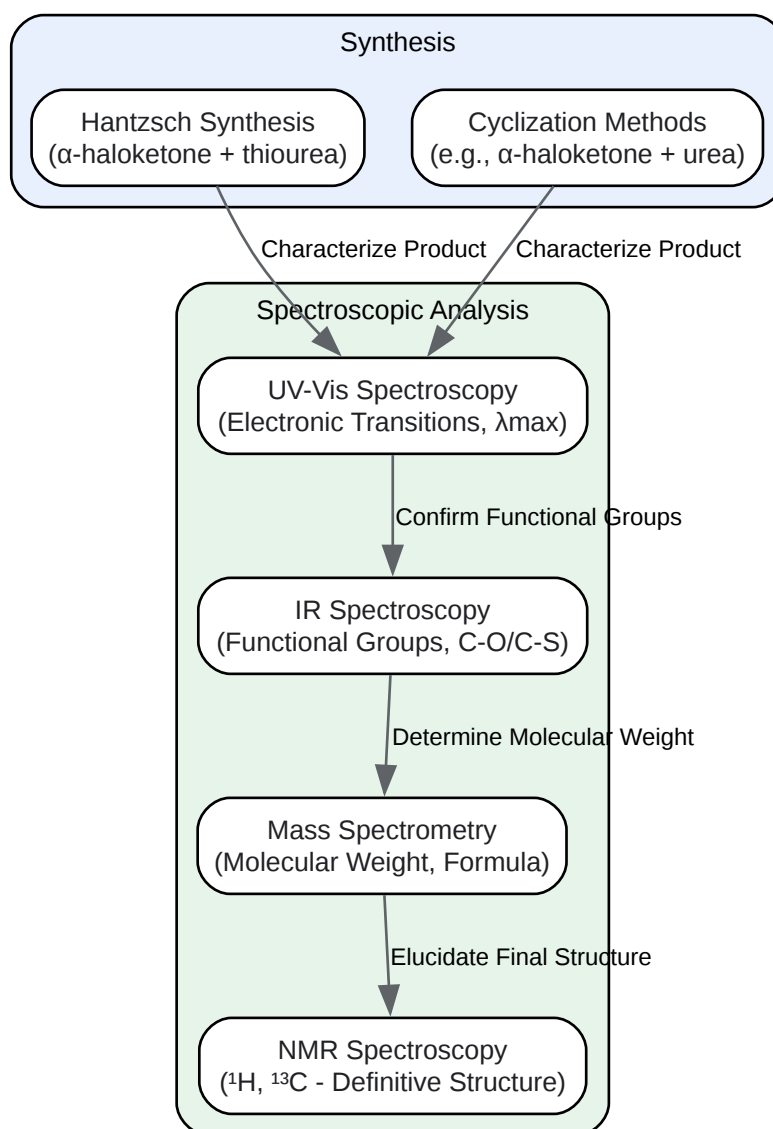 Synthesis
Hantzsch Synthesis
(α-haloketone + thiourea)
Cyclization Methods
(e.g., α-haloketone + urea)
Characterize Product
Characterize Product
Spectroscopic Analysis
UV-Vis Spectroscopy
(Electronic Transitions, λmax)
Confirm Functional Groups
IR Spectroscopy
(Functional Groups, C-O/C-S)
Determine Molecular Weight
Mass Spectrometry
(Molecular Weight, Formula)
Elucidate Final Structure
NMR Spectroscopy
(¹H, ¹³C - Definitive Structure)